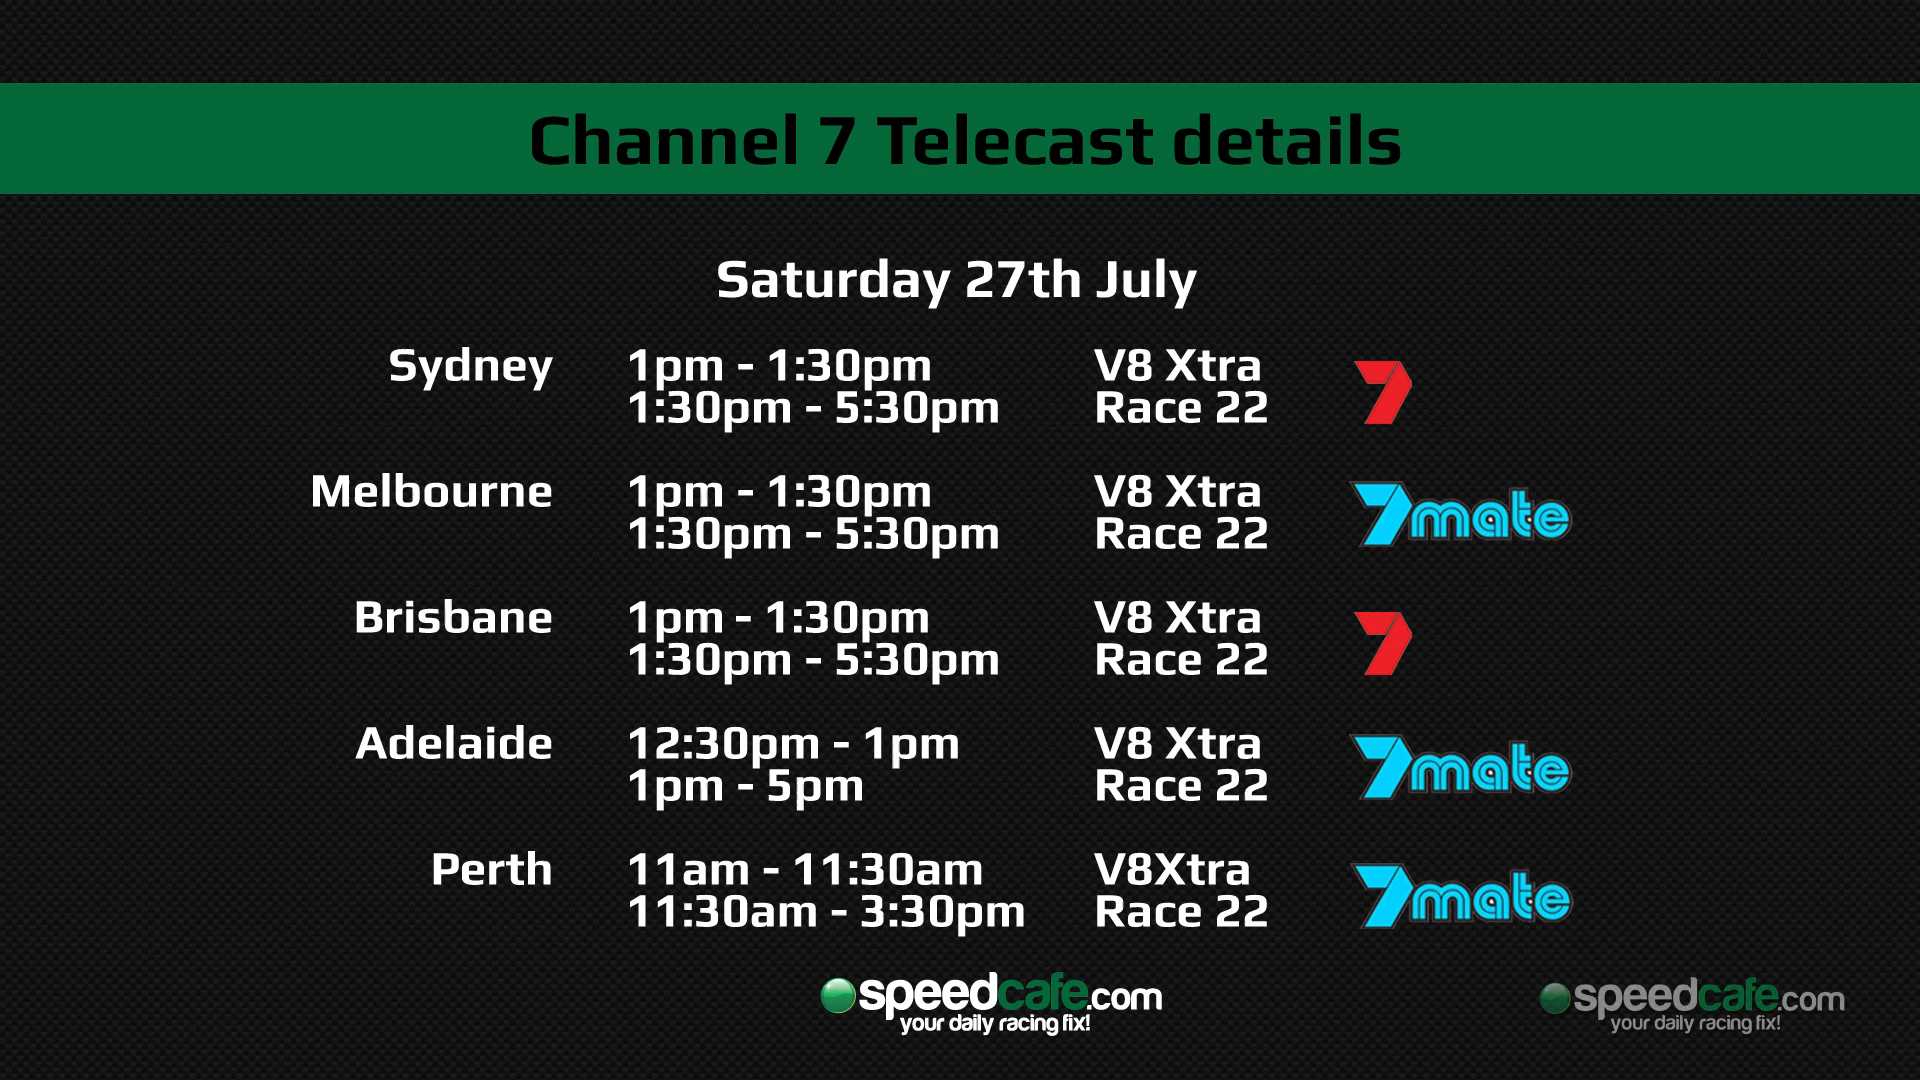 Channel 7 Telecast details
Saturday 27th July
Sydney 1pm - 1:30pm V8 Xtra 7
1:30pm - 5:30pm Race 22
Melbourne 1pm - 1:30pm V8 Xtra 7mate
1:30pm - 5:30pm Race 22
Brisbane 1pm - 1:30pm V8 Xtra 7
1:30pm - 5:30pm Race 22
Adelaide 12:30pm - 1pm V8 Xtra 7mate
1pm - 5pm Race 22
Perth 11am - 11:30am V8Xtra 7mate
11:30am - 3:30pm Race 22
speedcafe.com
your daily racing fix!
speedcafe.com
your daily racing fix!